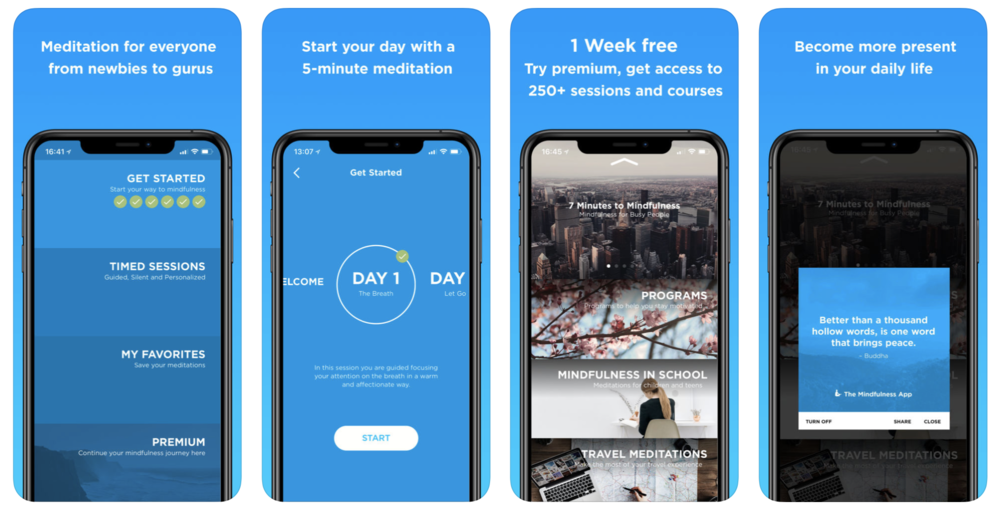 Meditation for everyone
from newbies to gurus
16:41
GET STARTED
Start your way to mindfulness
TIMED SESSIONS
Guided, Silent and Personalized
MY FAVORITES
Save your meditations
PREMIUM
Continue your mindfulness journey here
Start your day with a
5-minute meditation
13:07
Get Started
ELCOME
DAY 1
The Breath
DAY
Let Go
In this session you are guided focusing
your attention on the breath in a warm
and affectionate way.
START
1 Week free
Try premium, get access to
250+ sessions and courses
16:45
7 Minutes to Mindfulness
Mindfulness for Busy People
PROGRAMS
Programs to help you stay motivated
MINDFULNESS IN SCHOOL
Meditations for children and teens
TRAVEL MEDITATIONS
Make the most of your travel experience
Become more present
in your daily life
7 Minutes to Mindfulness
Mindfulness for Busy People
Better than a thousand
hollow words, is one word
that brings peace.
– Buddha
The Mindfulness App
TURN OFF
SHARE
CLOSE